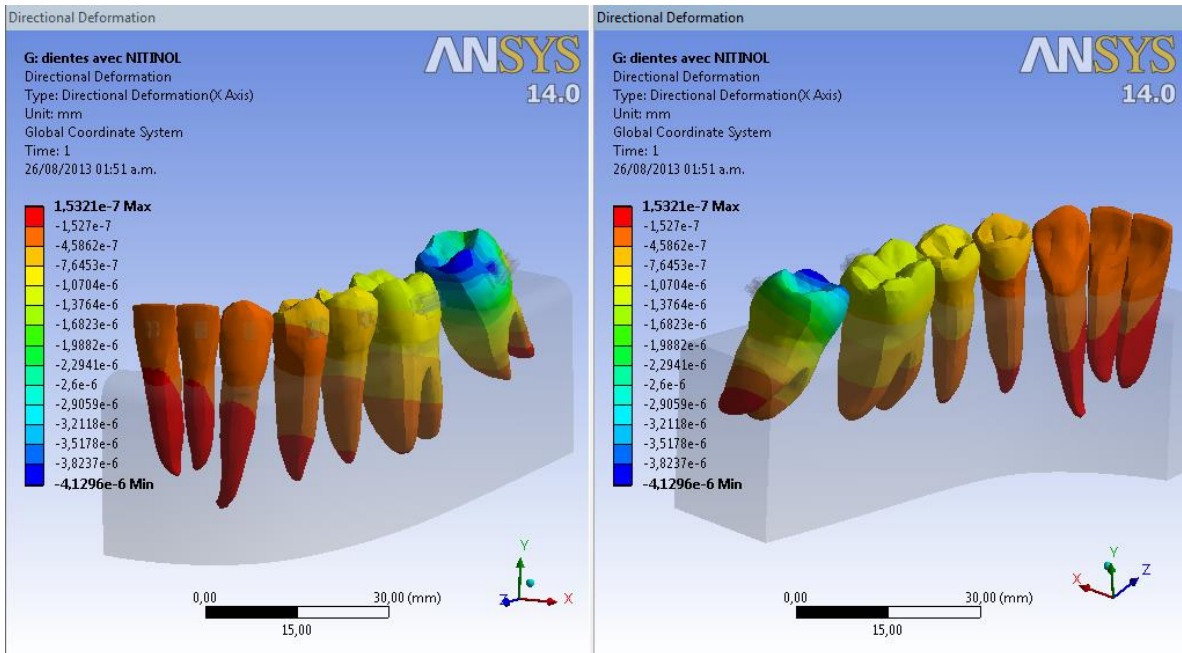 Directional Deformation
G: dientes avec NITINOL
Directional Deformation
Type: Directional Deformation(X Axis)
Unit: mm
Global Coordinate System
Time: 1
26/08/2013 01:51 a.m.
ANSYS
14.0
1,5321e-7 Max
-1,527e-7
-4,5862e-7
-7,6453e-7
-1,0704e-6
-1,3764e-6
-1,6823e-6
-1,9882e-6
-2,2941e-6
-2,6e-6
-2,9059e-6
-3,2118e-6
-3,5178e-6
-3,8237e-6
-4,1296e-6 Min
0,00
30,00 (mm)
15,00
Y
Z
X
Directional Deformation
G: dientes avec NITINOL
Directional Deformation
Type: Directional Deformation(X Axis)
Unit: mm
Global Coordinate System
Time: 1
26/08/2013 01:51 a.m.
ANSYS
14.0
1,5321e-7 Max
-1,527e-7
-4,5862e-7
-7,6453e-7
-1,0704e-6
-1,3764e-6
-1,6823e-6
-1,9882e-6
-2,2941e-6
-2,6e-6
-2,9059e-6
-3,2118e-6
-3,5178e-6
-3,8237e-6
-4,1296e-6 Min
0,00
30,00 (mm)
15,00
Y
X
Z